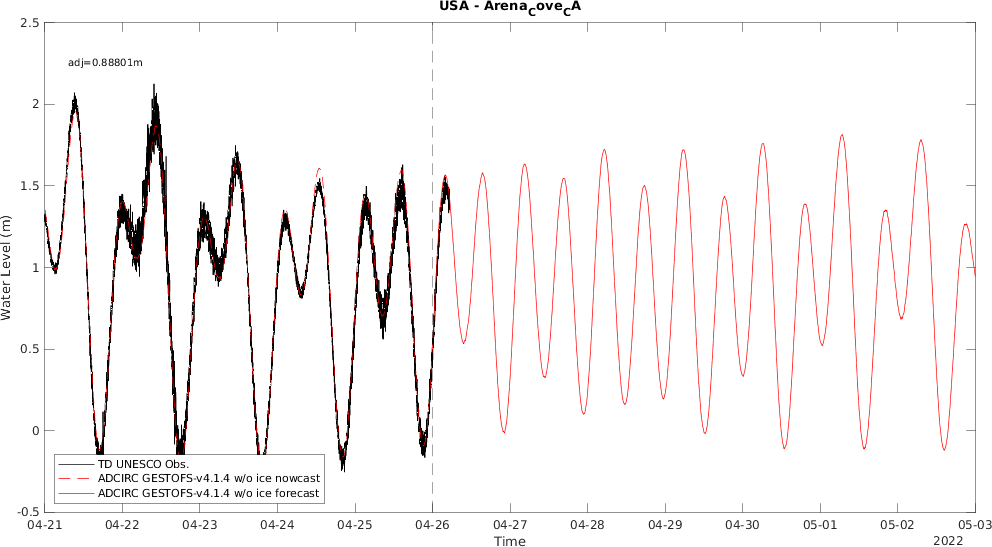 USA - ArenaCoveCA
2.5
adj=0.88801m
2
1.5
Water Level (m)
1
0.5
0
TD UNESCO Obs.
ADCIRC GESTOFS-v4.1.4 w/o ice nowcast
ADCIRC GESTOFS-v4.1.4 w/o ice forecast
-0.5
04-21 04-22 04-23 04-24 04-25 04-26 04-27 04-28 04-29 04-30 05-01 05-02 05-03
Time
2022